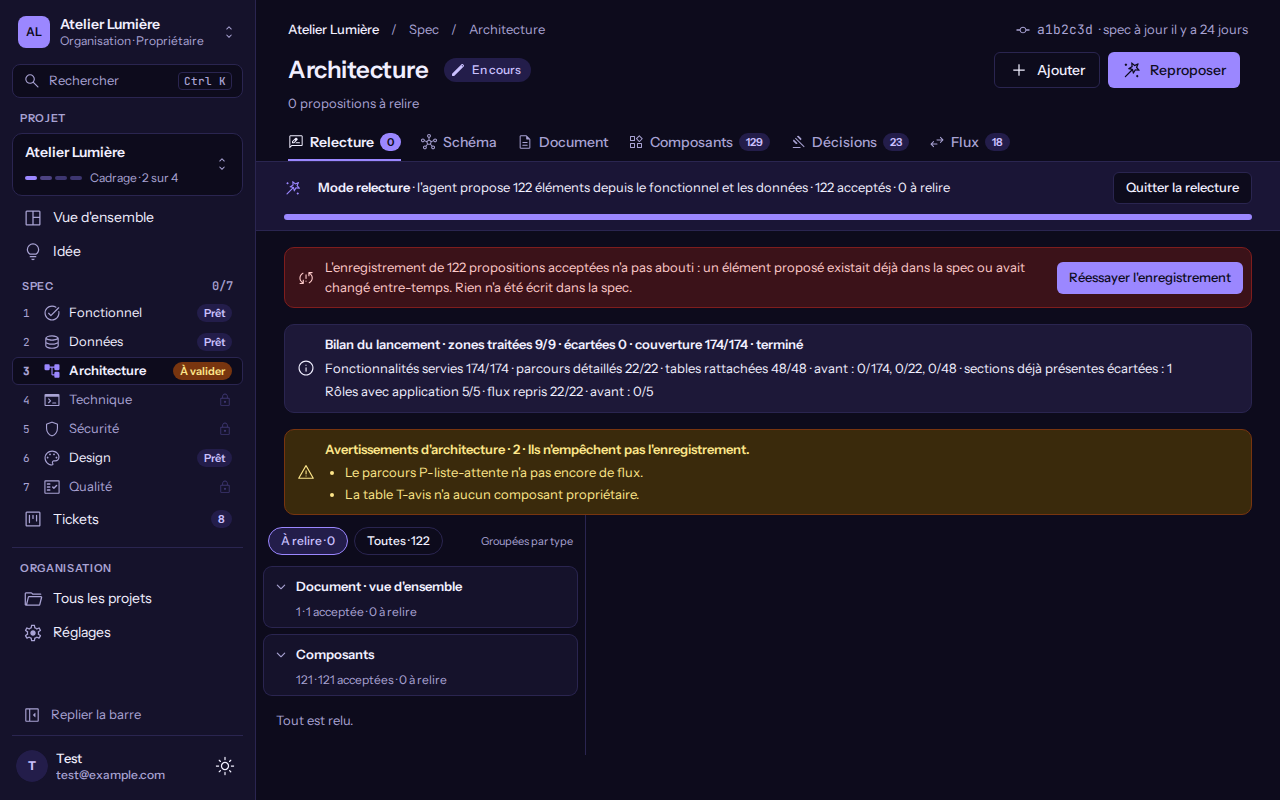 AL
Atelier Lumière
Organisation · Propriétaire
Rechercher
Ctrl K
PROJET
Atelier Lumière
Cadrage · 2 sur 4
Vue d'ensemble
Idée
SPEC 0/7
1 Fonctionnel Prêt
2 Données Prêt
3 Architecture À valider
4 Technique
5 Sécurité
6 Design Prêt
7 Qualité
Tickets 8
ORGANISATION
Tous les projets
Réglages
Replier la barre
T
Test
test@example.com
Atelier Lumière / Spec / Architecture
a1b2c3d · spec à jour il y a 24 jours
Architecture
En cours
Ajouter
Reproposer
0 propositions à relire
Relecture 0
Schéma
Document
Composants 129
Décisions 23
Flux 18
Mode relecture · l'agent propose 122 éléments depuis le fonctionnel et les données · 122 acceptés · 0 à relire
Quitter la relecture
L'enregistrement de 122 propositions acceptées n'a pas abouti : un élément proposé existait déjà dans la spec ou avait
changé entre-temps. Rien n'a été écrit dans la spec.
Réessayer l'enregistrement
Bilan du lancement · zones traitées 9/9 · écartées 0 · couverture 174/174 · terminé
Fonctionnalités servies 174/174 · parcours détaillés 22/22 · tables rattachées 48/48 · avant : 0/174, 0/22, 0/48 · sections déjà présentes écartées : 1
Rôles avec application 5/5 · flux repris 22/22 · avant : 0/5
Avertissements d'architecture · 2 · Ils n'empêchent pas l'enregistrement.
• Le parcours P-liste-attente n'a pas encore de flux.
• La table T-avis n'a aucun composant propriétaire.
À relire · 0
Toutes · 122
Groupées par type
Document · vue d'ensemble
1 · 1 acceptée · 0 à relire
Composants
121 · 121 acceptées · 0 à relire
Tout est relu.